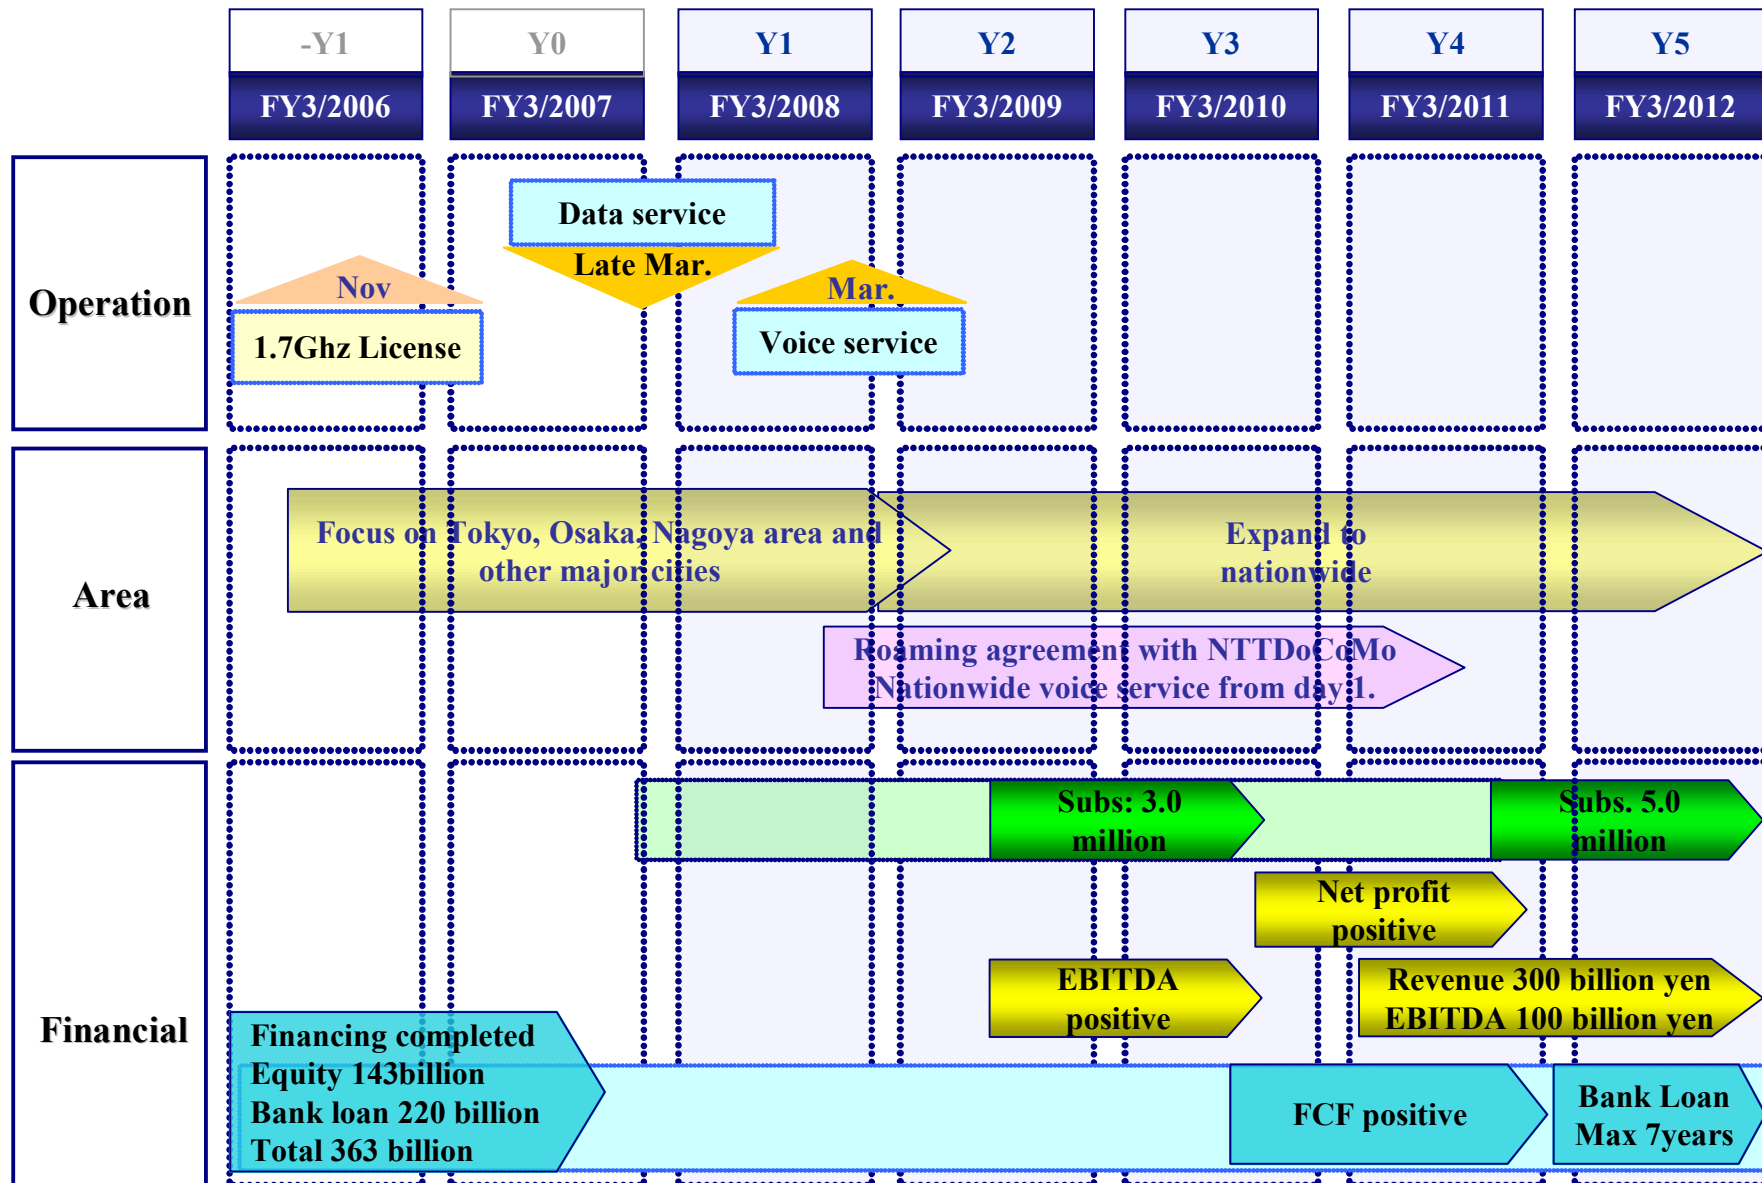 -Y1
Y0
Y1
Y2
Y3
Y4
Y5
FY3/2006
FY3/2007
FY3/2008
FY3/2009
FY3/2010
FY3/2011
FY3/2012
Operation
Data service
Late Mar.
Nov
1.7Ghz License
Mar.
Voice service
Area
Focus on Tokyo, Osaka, Nagoya area and
other major cities
Expand to
nationwide
Roaming agreement with NTTDoCoMo
Nationwide voice service from day 1.
Financial
Subs: 3.0
million
Subs. 5.0
million
Net profit
positive
EBITDA
positive
Revenue 300 billion yen
EBITDA 100 billion yen
Financing completed
Equity 143billion
Bank loan 220 billion
Total 363 billion
FCF positive
Bank Loan
Max 7years